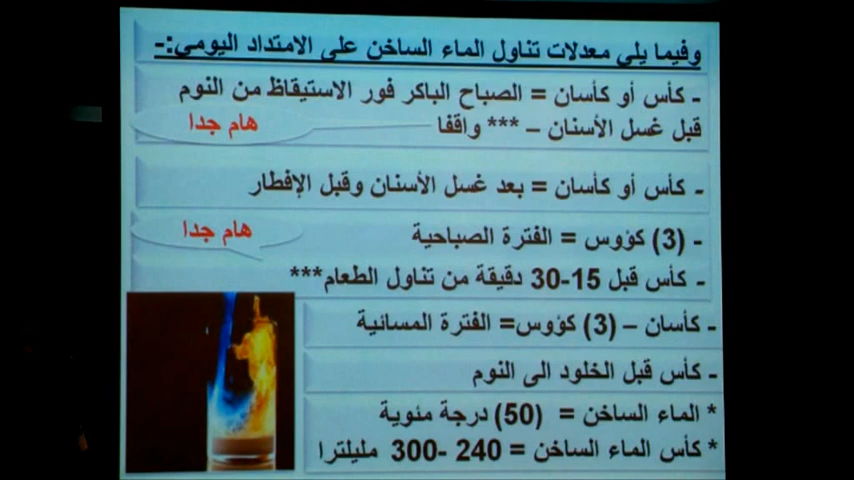 وفيما يلي معدلات تناول الماء الساخن على الامتداد اليومي:-
- كأس أو كأسان = الصباح الباكر فور الاستيقاظ من النوم
قبل غسل الأسنان – *** واقفا
هام جدا
- كأس أو كأسان = بعد غسل الأسنان وقبل الإفطار
- (3) كؤوس = الفترة الصباحية
هام جدا
- كأس قبل 15-30 دقيقة من تناول الطعام***
- كأسان – (3) كؤوس= الفترة المسائية
- كأس قبل الخلود الى النوم
* الماء الساخن = (50) درجة مئوية
* كأس الماء الساخن = 240 -300 مليلترا